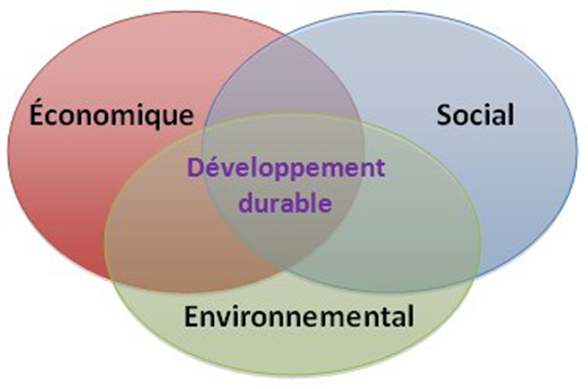 Économique
Social
Développement
durable
Environnemental